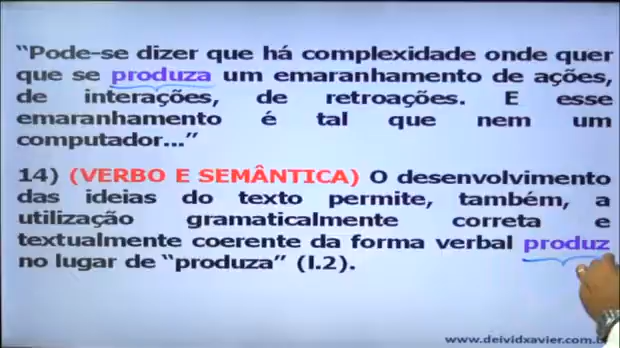 “Pode-se dizer que há complexidade onde quer
que se produza um emaranhamento de ações,
de interações, de retroações. E esse
emaranhamento é tal que nem um
computador...”
14) (VERBO E SEMÂNTICA) O desenvolvimento
das ideias do texto permite, também, a
utilização gramaticalmente correta e
textualmente coerente da forma verbal produz
no lugar de “produza” (l.2).
www.deividxavier.com.b